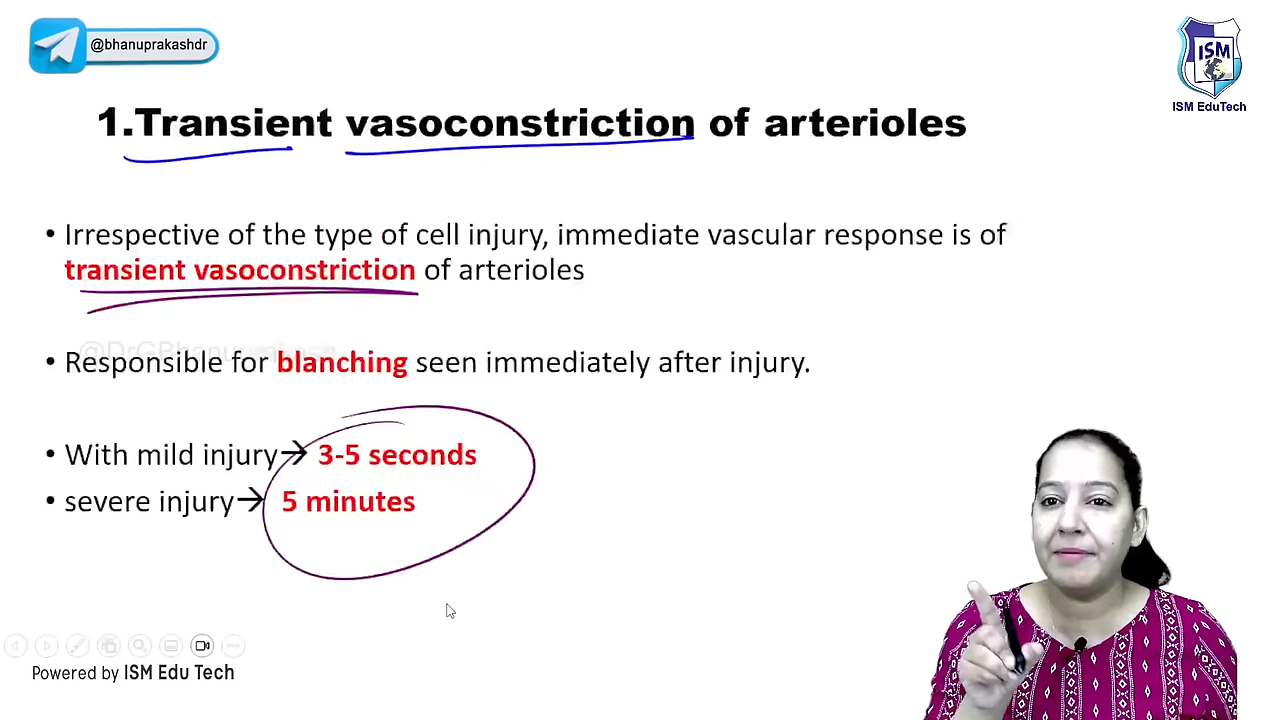 @bhanuprakashdr
ISM
ISM EduTech
1.Transient vasoconstriction of arterioles
• Irrespective of the type of cell injury, immediate vascular response is of
transient vasoconstriction of arterioles
• Responsible for blanching seen immediately after injury.
• With mild injury→ 3-5 seconds
• severe injury→ 5 minutes
Powered by ISM Edu Tech